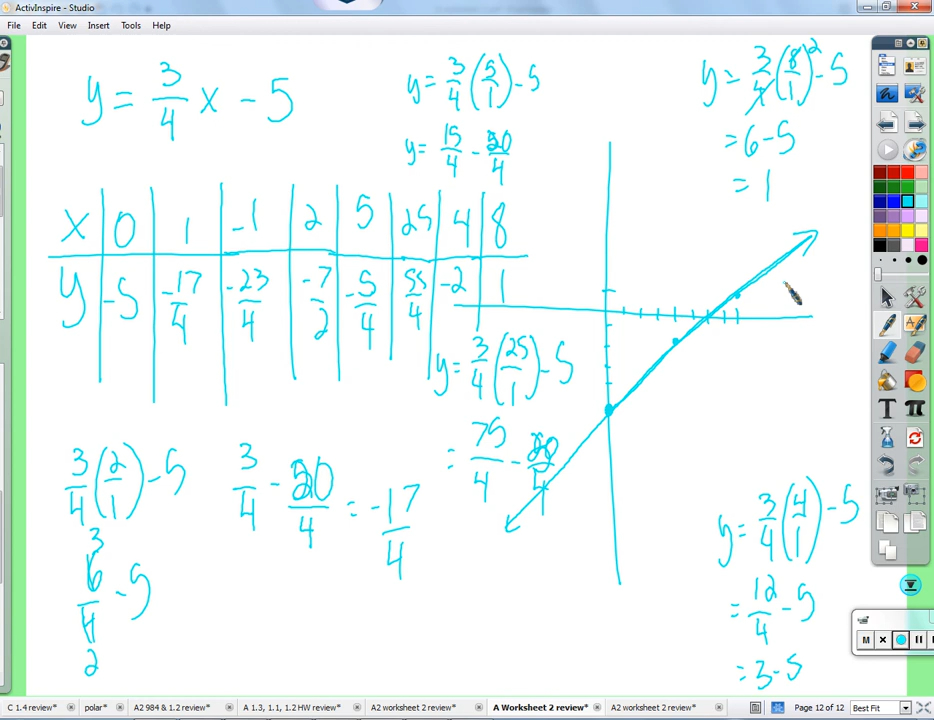 ActivInspire - Studio
File Edit View Insert Tools Help
y = 3/4 x - 5
y = 3/4 (5/1) - 5
y = 15/4 - 20/4
y = 3/4 (8/1) 2 - 5
= 6 - 5
= 1
x 0 1 -1 2 5 25 4 8
y -5 -17/4 -23/4 -7/2 -5/4 55/4 -2 1
y = 3/4 (25/1) - 5
= 75/4 - 20/4
3/4 (2/1) - 5
3
6/4 - 5
2
3/4 - 20/4 = -17/4
y = 3/4 (4/1) - 5
= 12/4 - 5
= 3 - 5
M
C 1.4 review* polar* A2 984 & 1.2 review* A 1.3, 1.1, 1.2 HW review* A2 worksheet 2 review* A Worksheet 2 review* A2 worksheet 2 review* Page 12 of 12 Best Fit